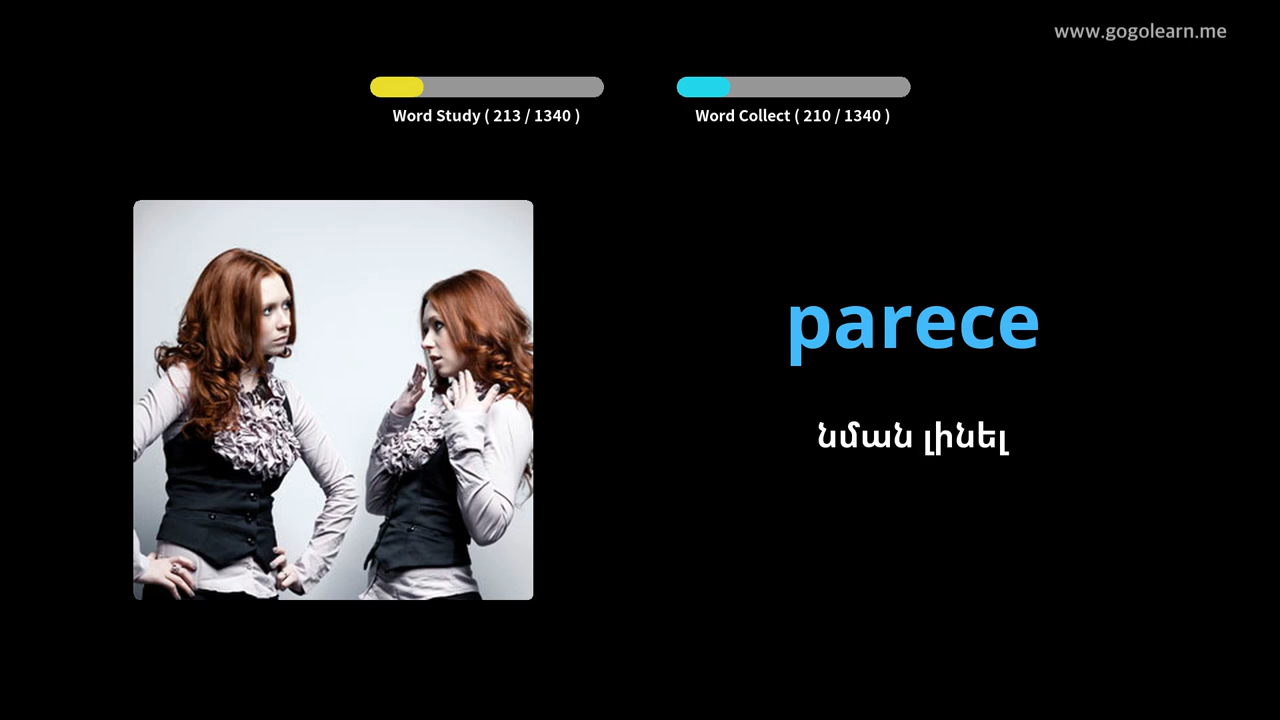 www.gogolearn.me
Word Study ( 213 / 1340 )
Word Collect ( 210 / 1340 )
parece
նման լինել